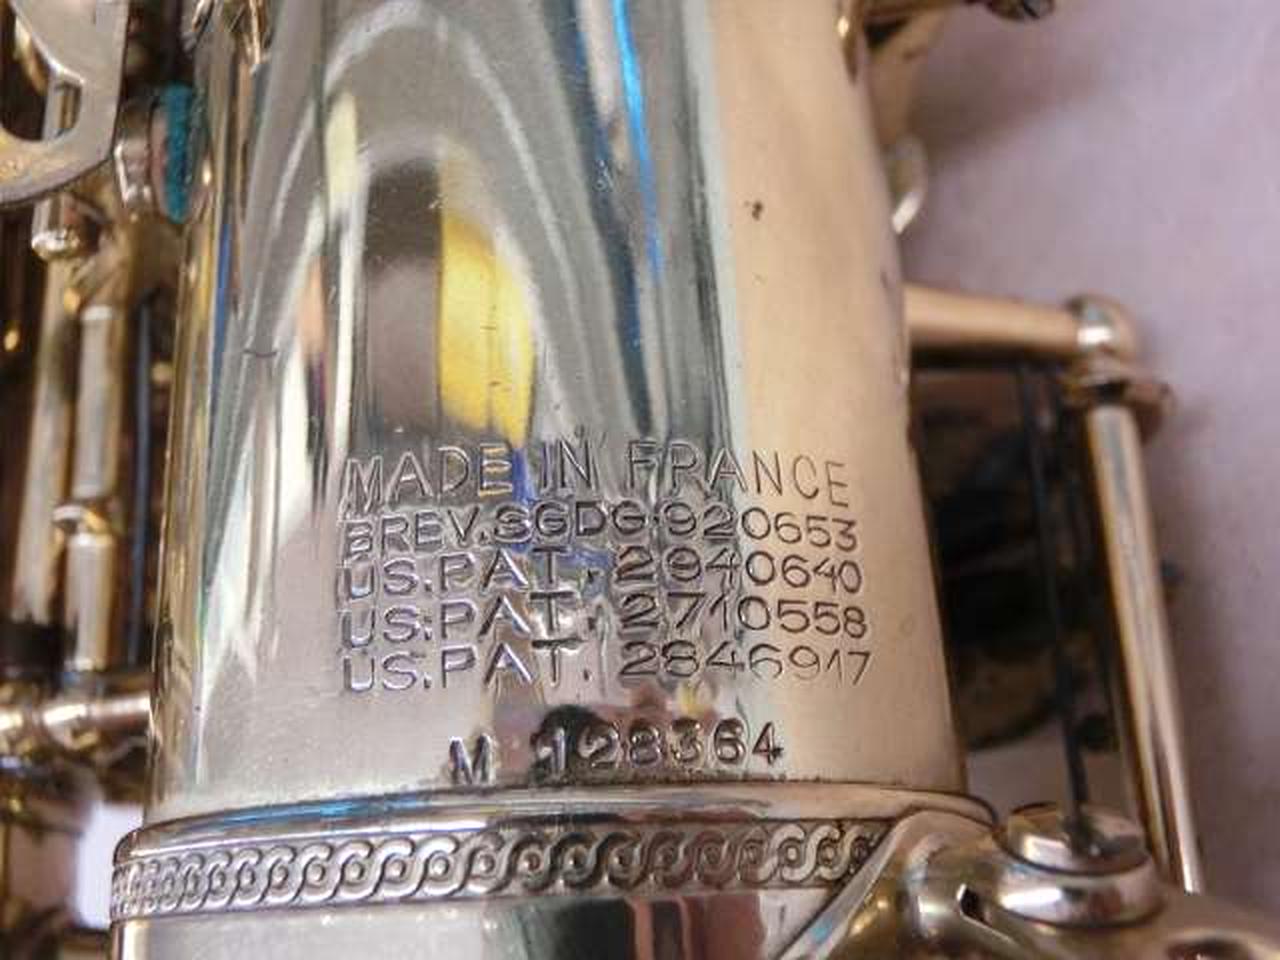 MADE IN FRANCE
BREV.SGDG.920653
US.PAT. 2940640
US.PAT. 2710558
US.PAT. 2846917
M 128364